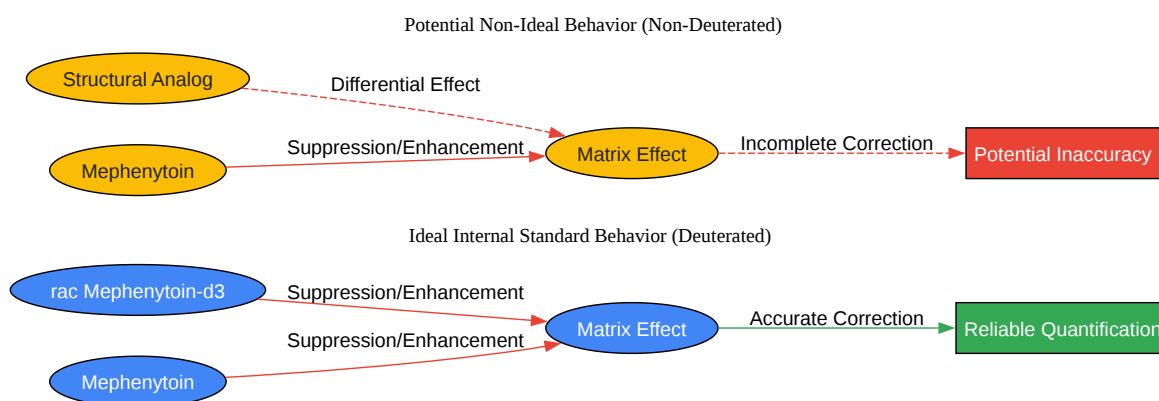 Potential Non-Ideal Behavior (Non-Deuterated)
Structural Analog
Differential Effect
Mephenytoin
Suppression/Enhancement
Matrix Effect
Incomplete Correction
Potential Inaccuracy
Ideal Internal Standard Behavior (Deuterated)
rac Mephenytoin-d3
Suppression/Enhancement
Mephenytoin
Suppression/Enhancement
Matrix Effect
Accurate Correction
Reliable Quantification